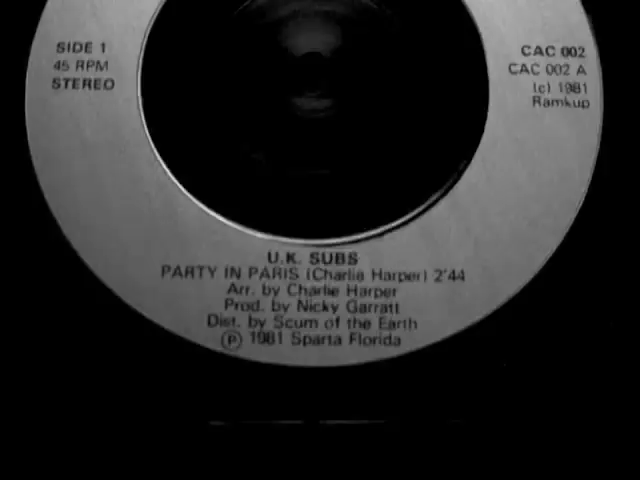 SIDE 1
45 RPM
STEREO
CAC 002
CAC 002 A
(c) 1981
Ramkup
U.K. SUBS
PARTY IN PARIS (Charlie Harper) 2'44
Arr. by Charlie Harper
Prod. by Nicky Garratt
Dist. by Scum of the Earth
Ⓟ 1981 Sparta Florida